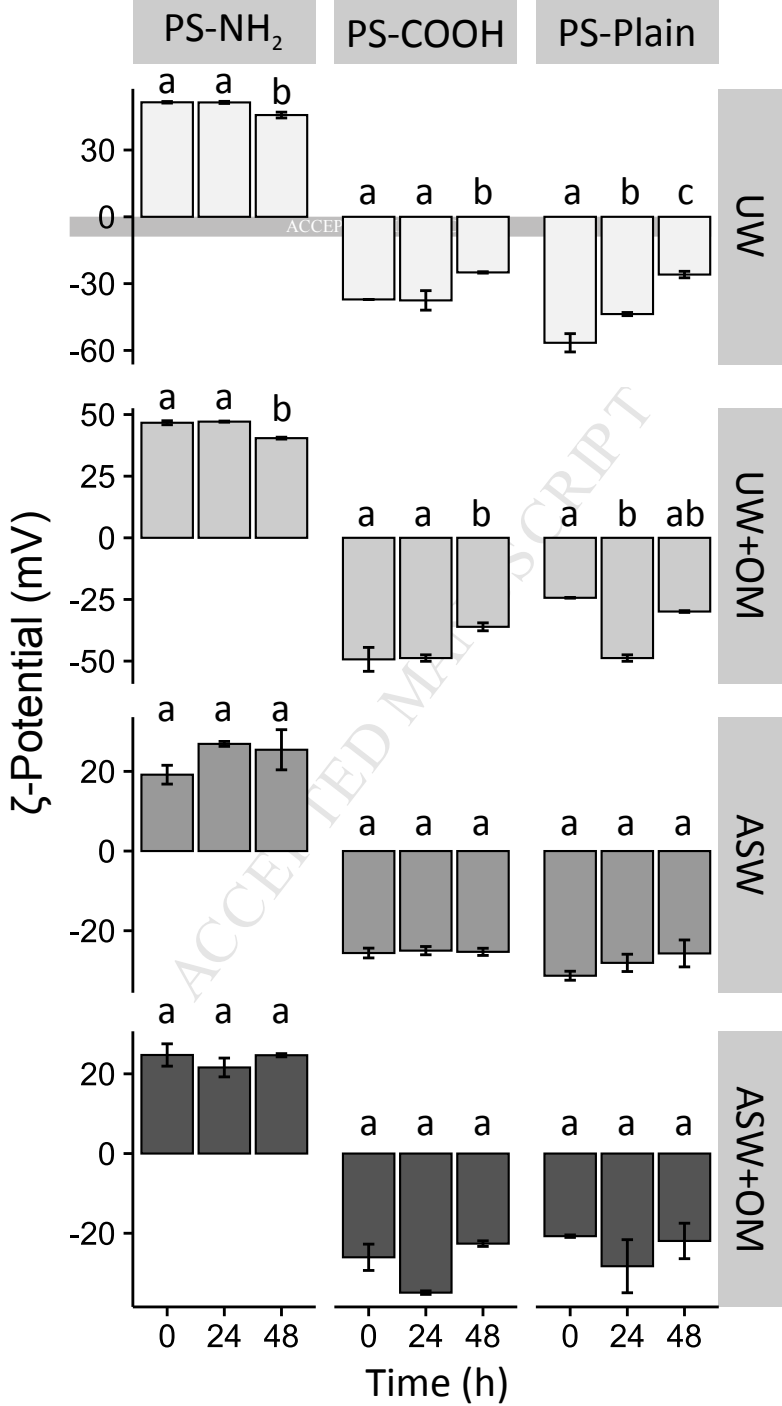 PS-NH₂ PS-COOH PS-Plain
a a b
30
0
-30
-60
a a b
a b c
UW
ACCEP
a a b
50
25
0
-25
-50
a a b
a b ab
UW+OM
a a a
20
0
-20
a a a
a a a
ASW
a a a
20
0
-20
a a a
a a a
ASW+OM
ζ-Potential (mV)
0 24 48 0 24 48 0 24 48
Time (h)
ACCEPTED MANUSCRIPT